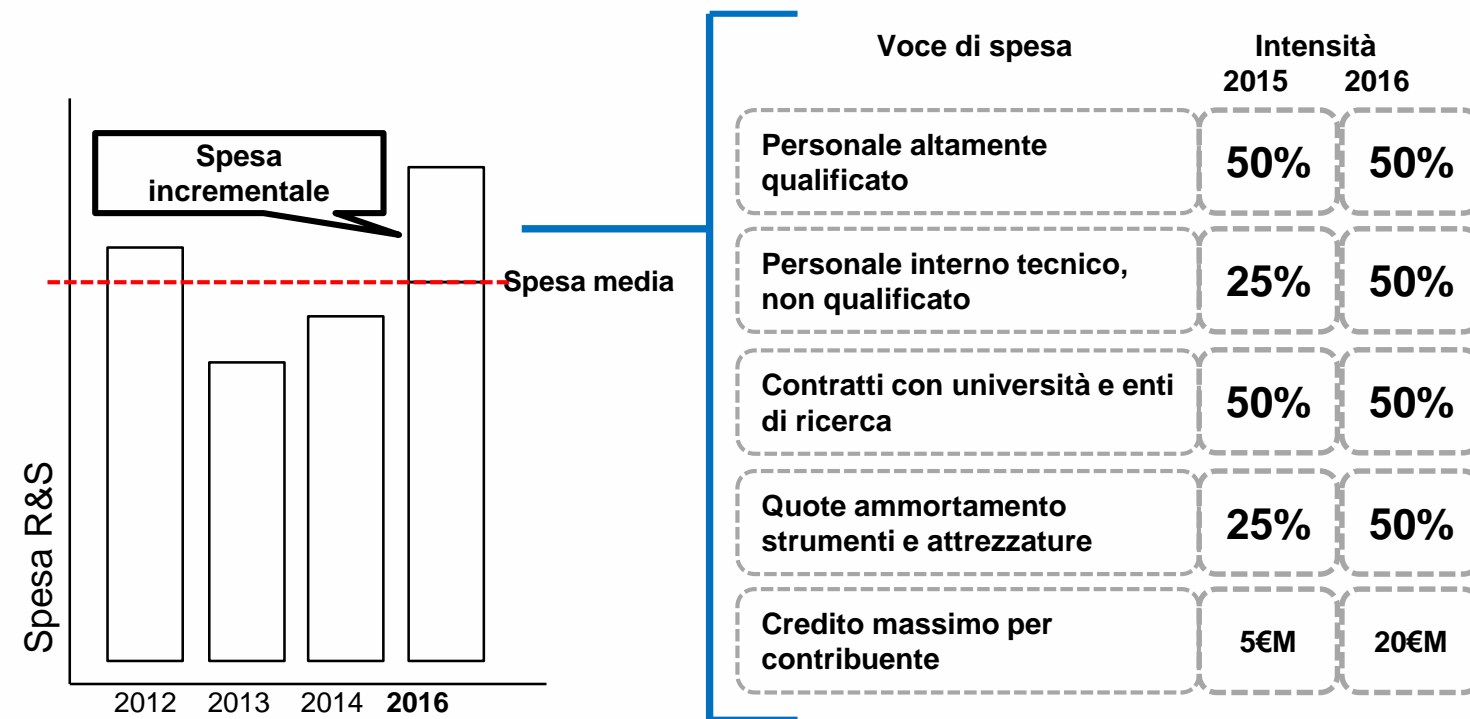 Spesa
incrementale
Spesa media
Spesa R&S
2012 2013 2014 2016
Voce di spesa Intensità
2015 2016
Personale altamente
qualificato
50% 50%
Personale interno tecnico,
non qualificato
25% 50%
Contratti con università e enti
di ricerca
50% 50%
Quote ammortamento
strumenti e attrezzature
25% 50%
Credito massimo per
contribuente
5€M 20€M